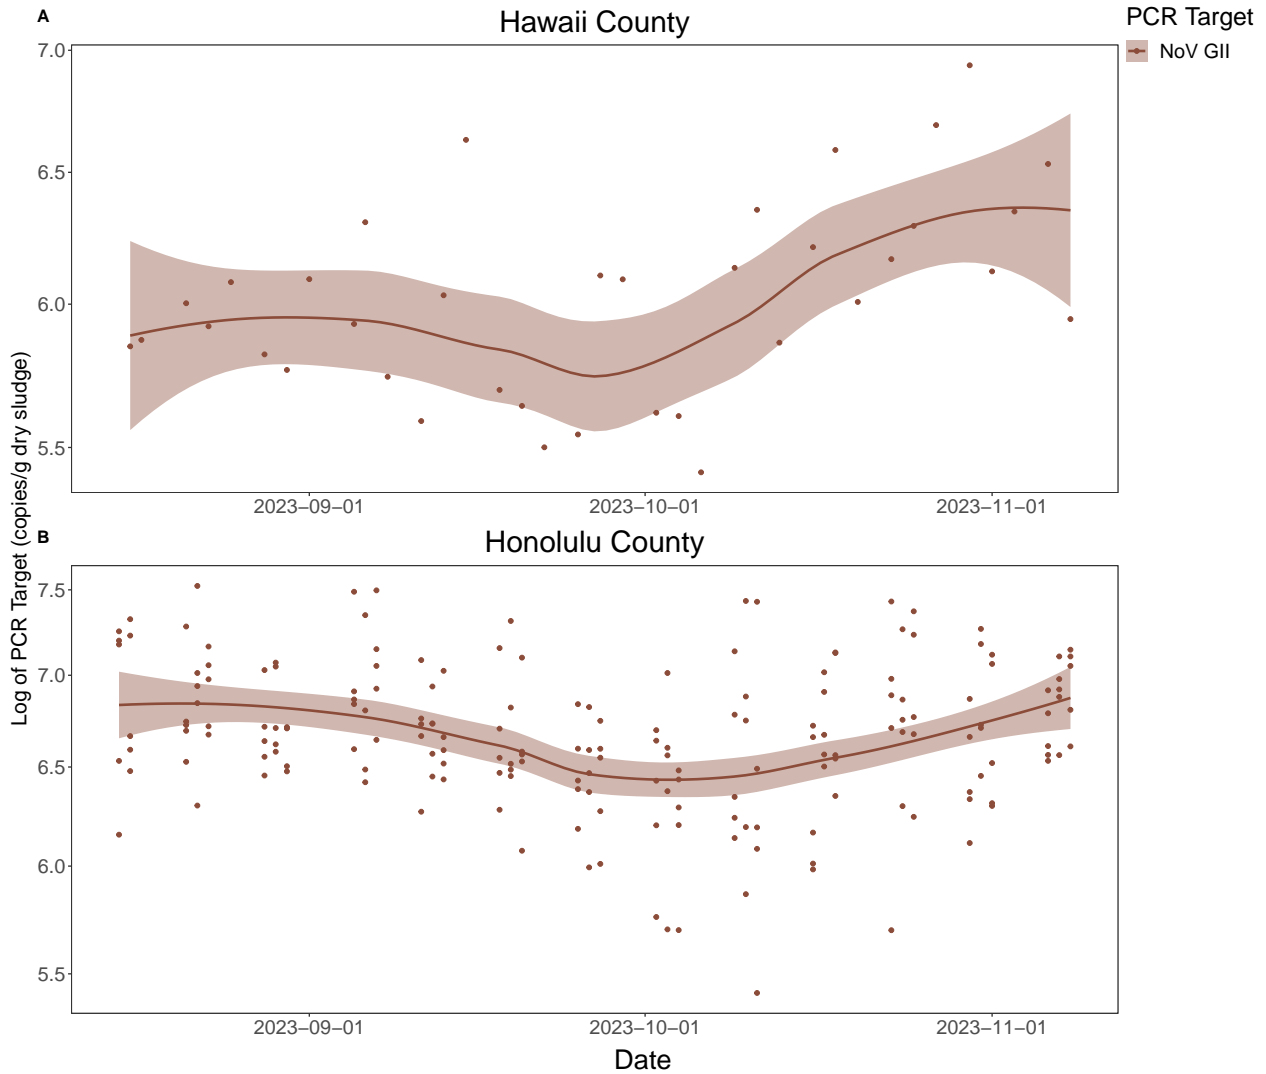 A
Hawaii County
PCR Target
NoV GII
7.0
6.5
6.0
5.5
2023−09−01
2023−10−01
2023−11−01
Log of PCR Target (copies/g dry sludge)
B
Honolulu County
7.5
7.0
6.5
6.0
5.5
2023−09−01
2023−10−01
2023−11−01
Date